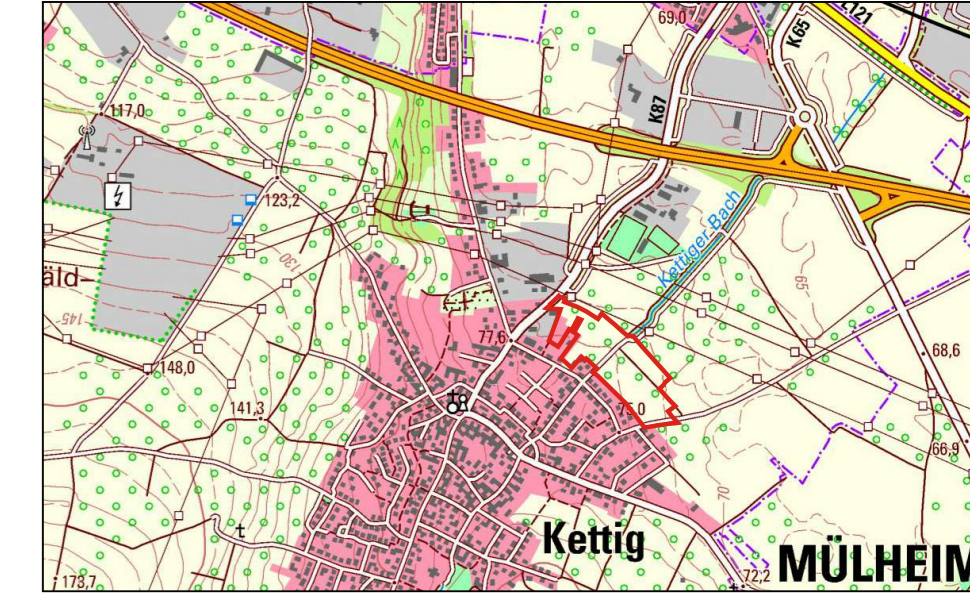 69,0
K65
L121
117,0
K87
123,2
Kettiger Bach
130
äld-
65
145
77,6
68,6
148,0
141,3
75,0
66,9
70
Kettig
MÜLHEIM
173,7
72,2